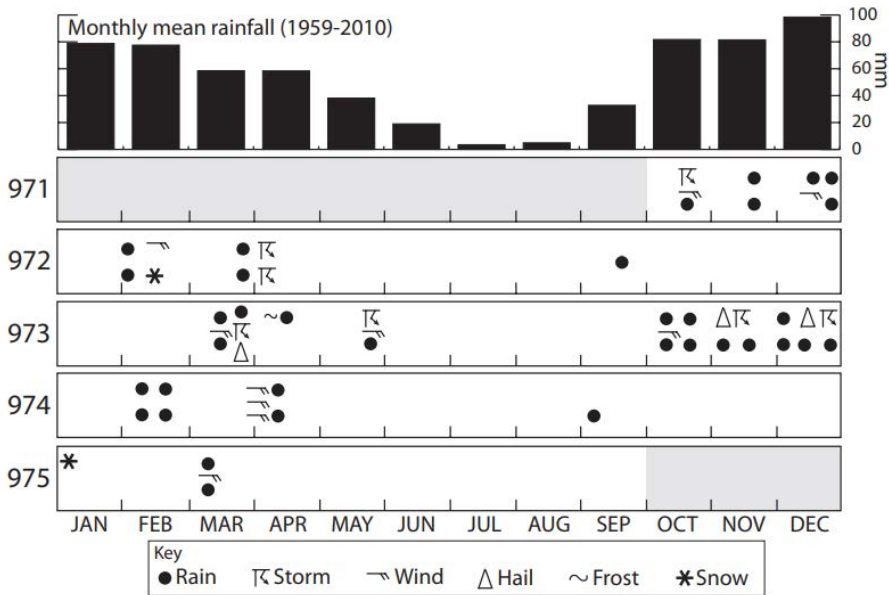 Monthly mean rainfall (1959-2010)
100
80
60
40
20
0
mm
971
972
973
974
975
JAN FEB MAR APR MAY JUN JUL AUG SEP OCT NOV DEC
Key
Rain Storm Wind Hail Frost Snow